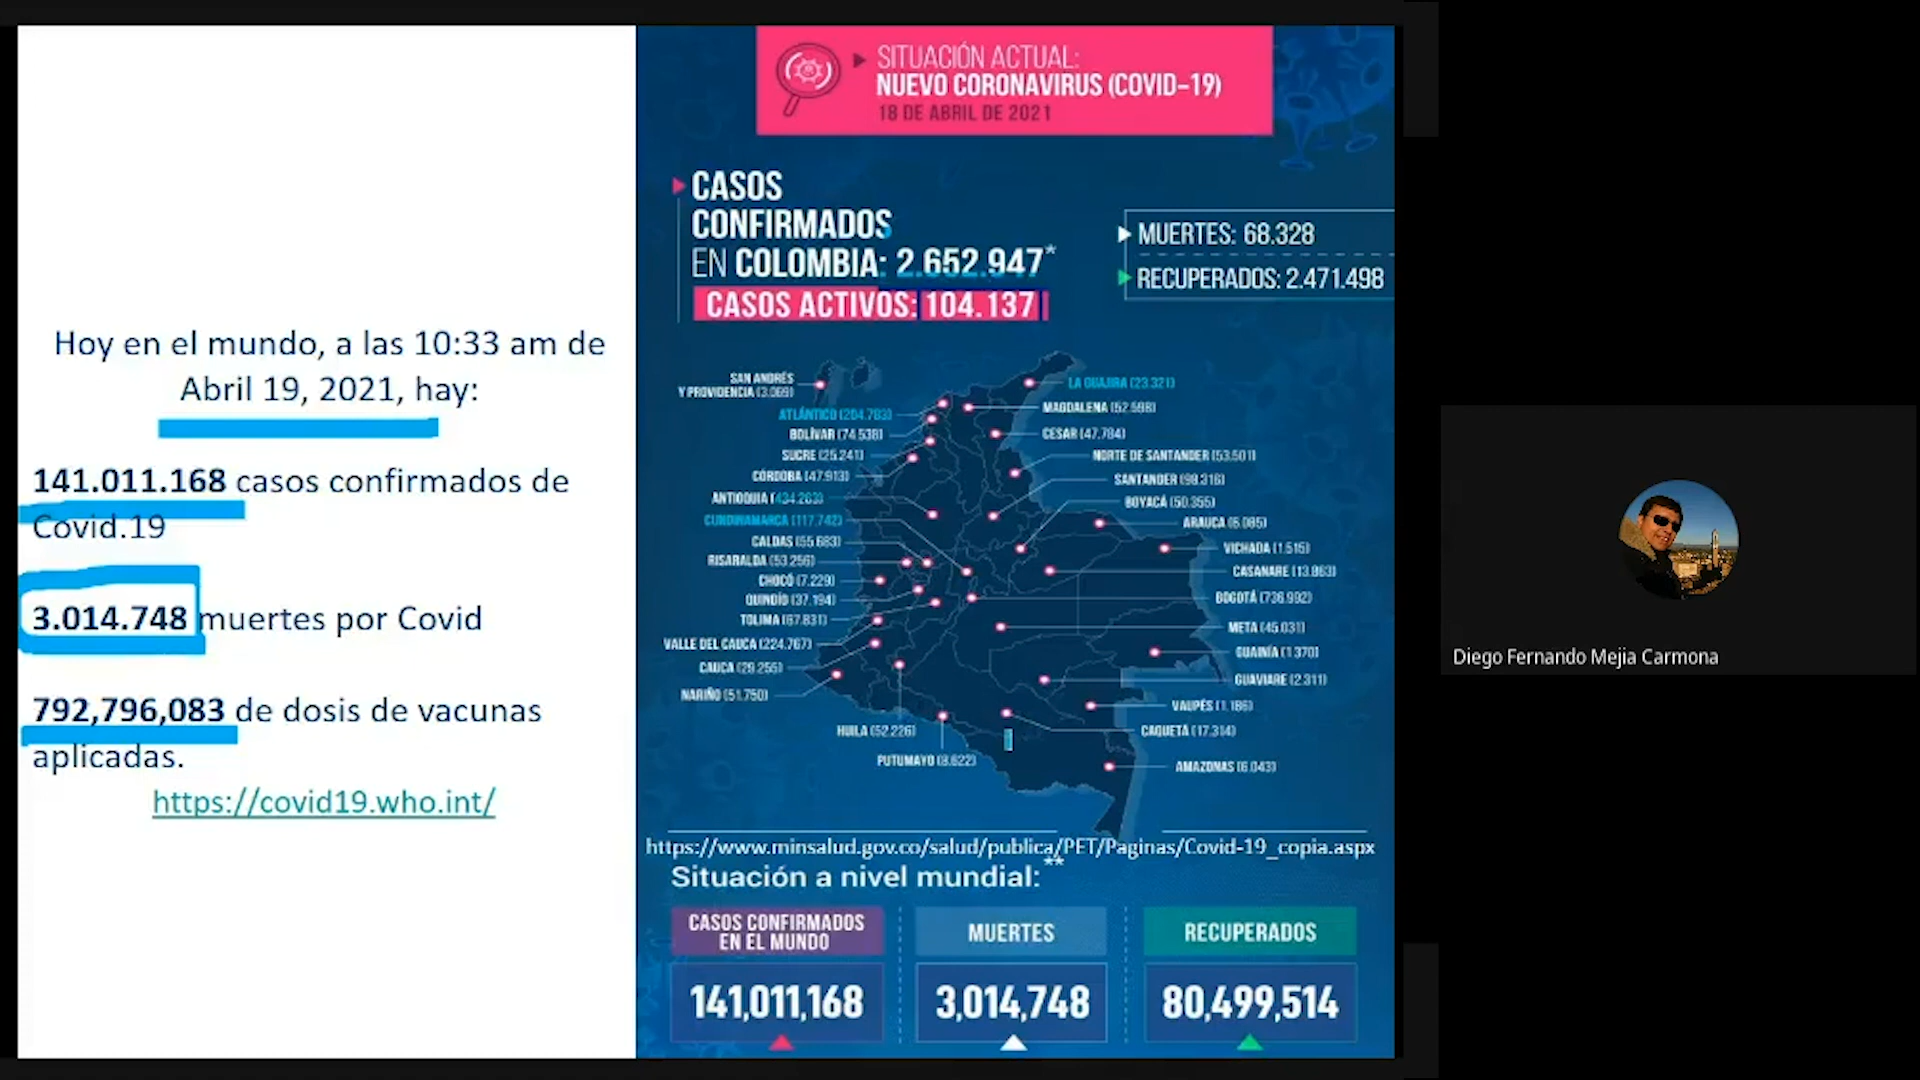 Hoy en el mundo, a las 10:33 am de
Abril 19, 2021, hay:
141.011.168 casos confirmados de
Covid.19
3.014.748 muertes por Covid
792,796,083 de dosis de vacunas
aplicadas.
https://covid19.who.int/
SITUACIÓN ACTUAL:
NUEVO CORONAVIRUS (COVID-19)
18 DE ABRIL DE 2021
CASOS
CONFIRMADOS
EN COLOMBIA: 2.652.947*
CASOS ACTIVOS: 104.137
MUERTES: 68.328
RECUPERADOS: 2.471.498
SAN ANDRÉS
Y PROVIDENCIA (3.069)
ATLÁNTICO (204.783)
BOLÍVAR (74.538)
SUCRE (25.241)
CÓRDOBA (47.913)
ANTIOQUIA (434.263)
CUNDINAMARCA (117.742)
CALDAS (55.683)
RISARALDA (53.256)
CHOCÓ (7.229)
QUINDÍO (37.194)
TOLIMA (67.831)
VALLE DEL CAUCA (224.767)
CAUCA (29.255)
NARIÑO (51.750)
HUILA (52.226)
PUTUMAYO (8.622)
LA GUAJIRA (23.321)
MAGDALENA (52.598)
CESAR (47.784)
NORTE DE SANTANDER (53.501)
SANTANDER (98.316)
BOYACÁ (50.355)
ARAUCA (6.085)
VICHADA (1.515)
CASANARE (13.863)
BOGOTÁ (736.992)
META (45.031)
GUAINÍA (1.370)
GUAVIARE (2.311)
VAUPÉS (1.186)
CAQUETÁ (17.314)
AMAZONAS (6.043)
https://www.minsalud.gov.co/salud/publica/PET/Paginas/Covid-19_copia.aspx
Situación a nivel mundial:**
CASOS CONFIRMADOS
EN EL MUNDO
141,011,168
MUERTES
3,014,748
RECUPERADOS
80,499,514
Diego Fernando Mejia Carmona